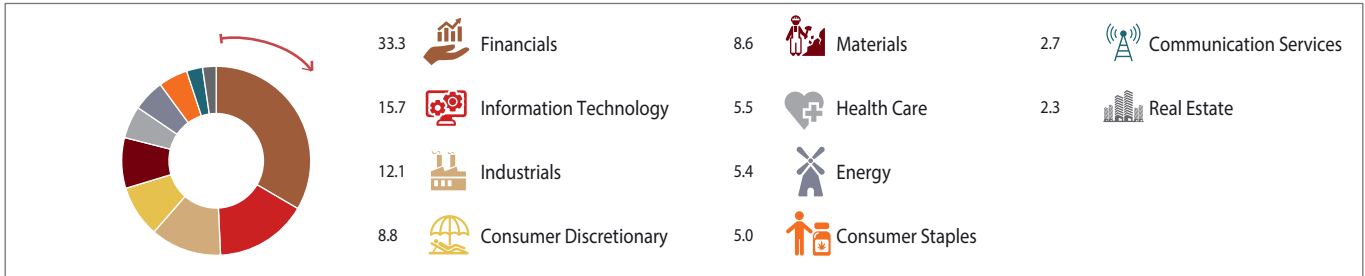 33.3 Financials
15.7 Information Technology
12.1 Industrials
8.8 Consumer Discretionary
8.6 Materials
5.5 Health Care
5.4 Energy
5.0 Consumer Staples
2.7 Communication Services
2.3 Real Estate